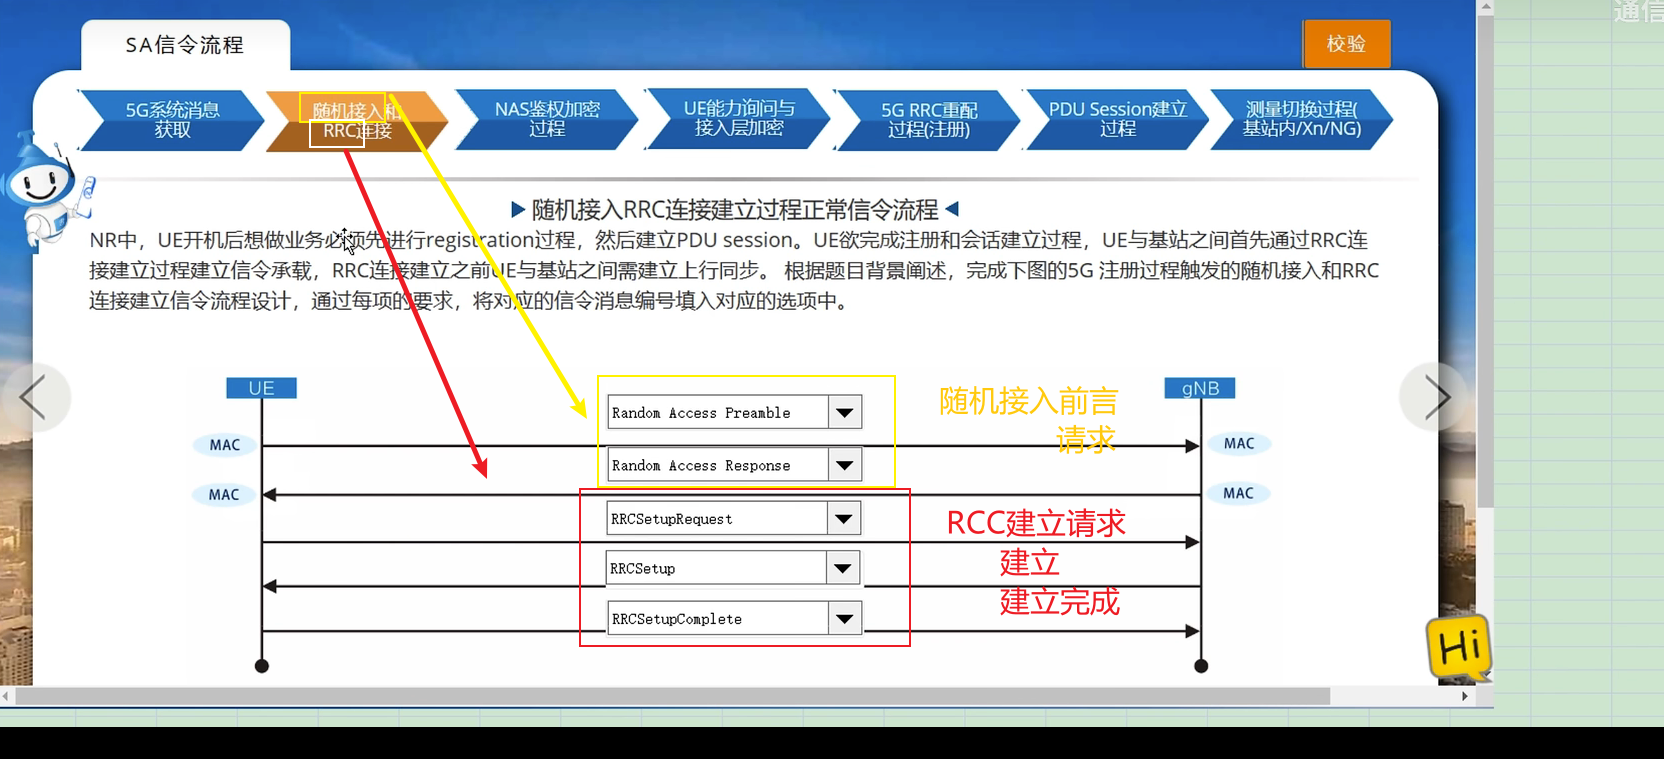 通信
SA信令流程
校验
5G系统消息
获取
随机接入和
RRC连接
NAS鉴权加密
过程
UE能力询问与
接入层加密
5G RRC重配
过程(注册)
PDU Session建立
过程
测量切换过程(
基站内/Xn/NG)
随机接入RRC连接建立过程正常信令流程
NR中，UE开机后想做业务必须先进行registration过程，然后建立PDU session。UE欲完成注册和会话建立过程，UE与基站之间首先通过RRC连
接建立过程建立信令承载，RRC连接建立之前UE与基站之间需建立上行同步。 根据题目背景阐述，完成下图的5G 注册过程触发的随机接入和RRC
连接建立信令流程设计，通过每项的要求，将对应的信令消息编号填入对应的选项中。
UE
gNB
Random Access Preamble
随机接入前言
请求
MAC
MAC
Random Access Response
MAC
MAC
RRCSetupRequest
RCC建立请求
RRCSetup
建立
RRCSetupComplete
建立完成
Hi